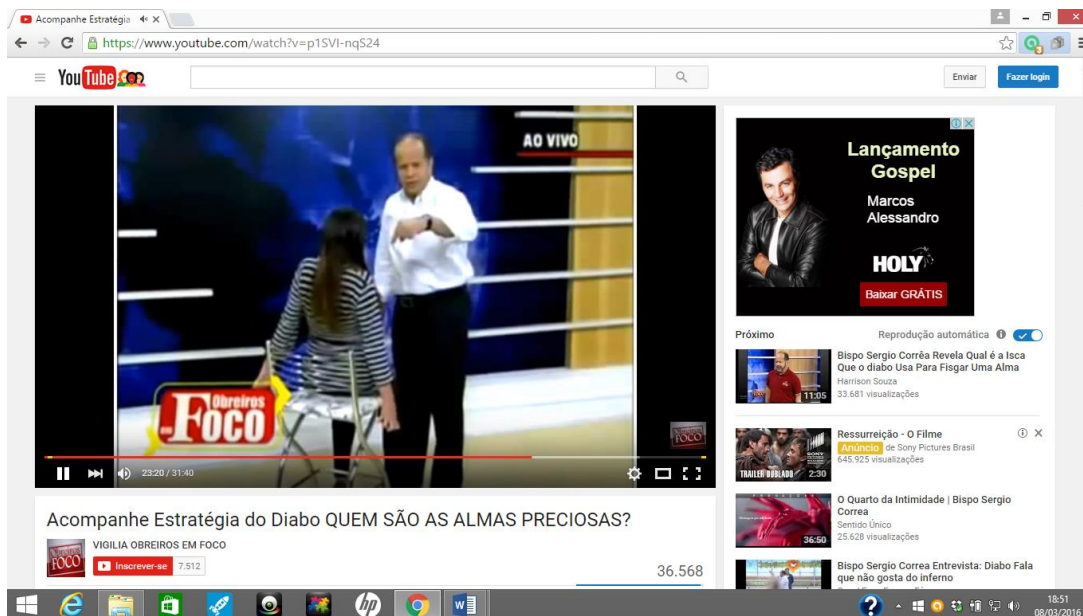 Acompanhe Estratégia
https://www.youtube.com/watch?v=p1SVI-nqS24
YouTube
Enviar
Fazer login
AO VIVO
Obreiros
em
FOCO
FOCO
23:20 / 31:40
Lançamento
Gospel
Marcos
Alessandro
HOLY
Baixar GRÁTIS
Próximo
Reprodução automática
Bispo Sergio Corrêa Revela Qual é a Isca
Que o diabo Usa Para Fisgar Uma Alma
Harrison Souza
33.681 visualizações
11:05
Ressurreição - O Filme
Anúncio de Sony Pictures Brasil
645.925 visualizações
TRAILER DUBLADO
2:30
O Quarto da Intimidade | Bispo Sergio
Correa
Sentido Único
25.628 visualizações
36:50
Bispo Sergio Correa Entrevista: Diabo Fala
que não gosta do inferno
Acompanhe Estratégia do Diabo QUEM SÃO AS ALMAS PRECIOSAS?
FOCO
VIGILIA OBREIROS EM FOCO
Inscrever-se 7.512
36.568
hp
18:51
08/03/2016